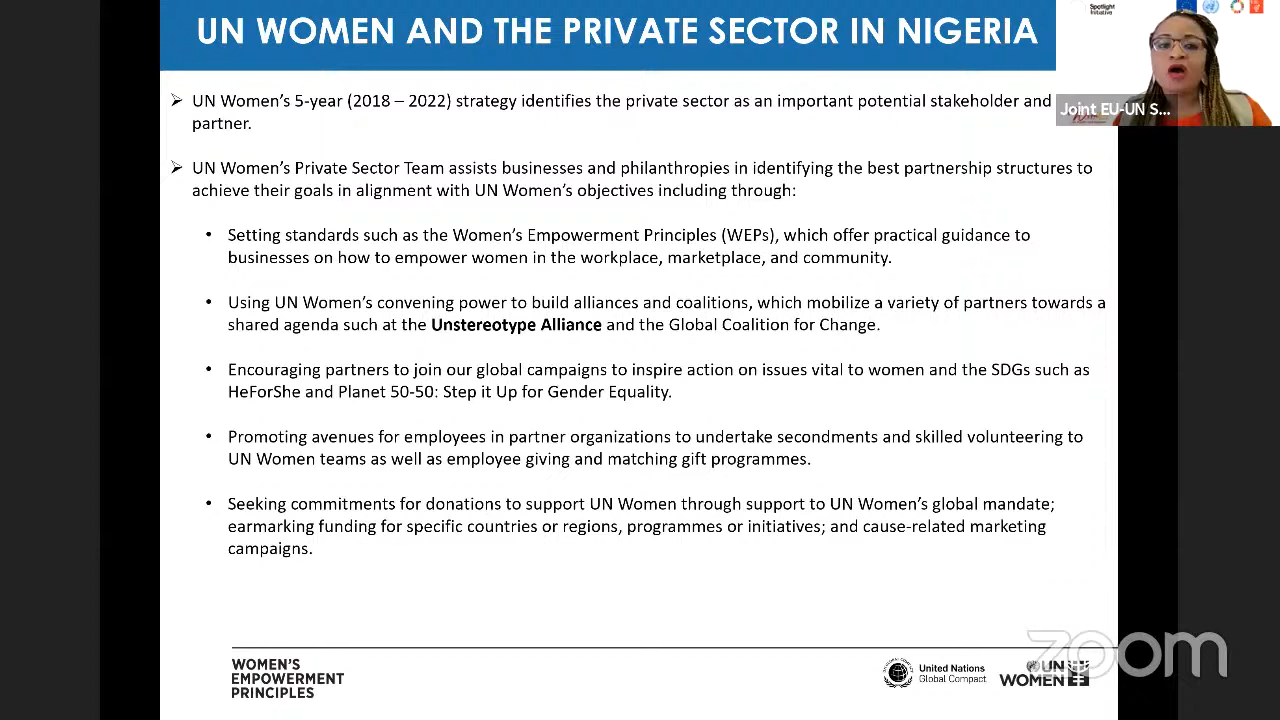 UN WOMEN AND THE PRIVATE SECTOR IN NIGERIA
Spotlight
Initiative
Joint EU-UN S...
➢ UN Women's 5-year (2018 – 2022) strategy identifies the private sector as an important potential stakeholder and
partner.
➢ UN Women's Private Sector Team assists businesses and philanthropies in identifying the best partnership structures to
achieve their goals in alignment with UN Women's objectives including through:
• Setting standards such as the Women's Empowerment Principles (WEPs), which offer practical guidance to
businesses on how to empower women in the workplace, marketplace, and community.
• Using UN Women's convening power to build alliances and coalitions, which mobilize a variety of partners towards a
shared agenda such at the Unstereotype Alliance and the Global Coalition for Change.
• Encouraging partners to join our global campaigns to inspire action on issues vital to women and the SDGs such as
HeForShe and Planet 50-50: Step it Up for Gender Equality.
• Promoting avenues for employees in partner organizations to undertake secondments and skilled volunteering to
UN Women teams as well as employee giving and matching gift programmes.
• Seeking commitments for donations to support UN Women through support to UN Women's global mandate;
earmarking funding for specific countries or regions, programmes or initiatives; and cause-related marketing
campaigns.
zoom
WOMEN'S
EMPOWERMENT
PRINCIPLES
United Nations
Global Compact
UN
WOMEN